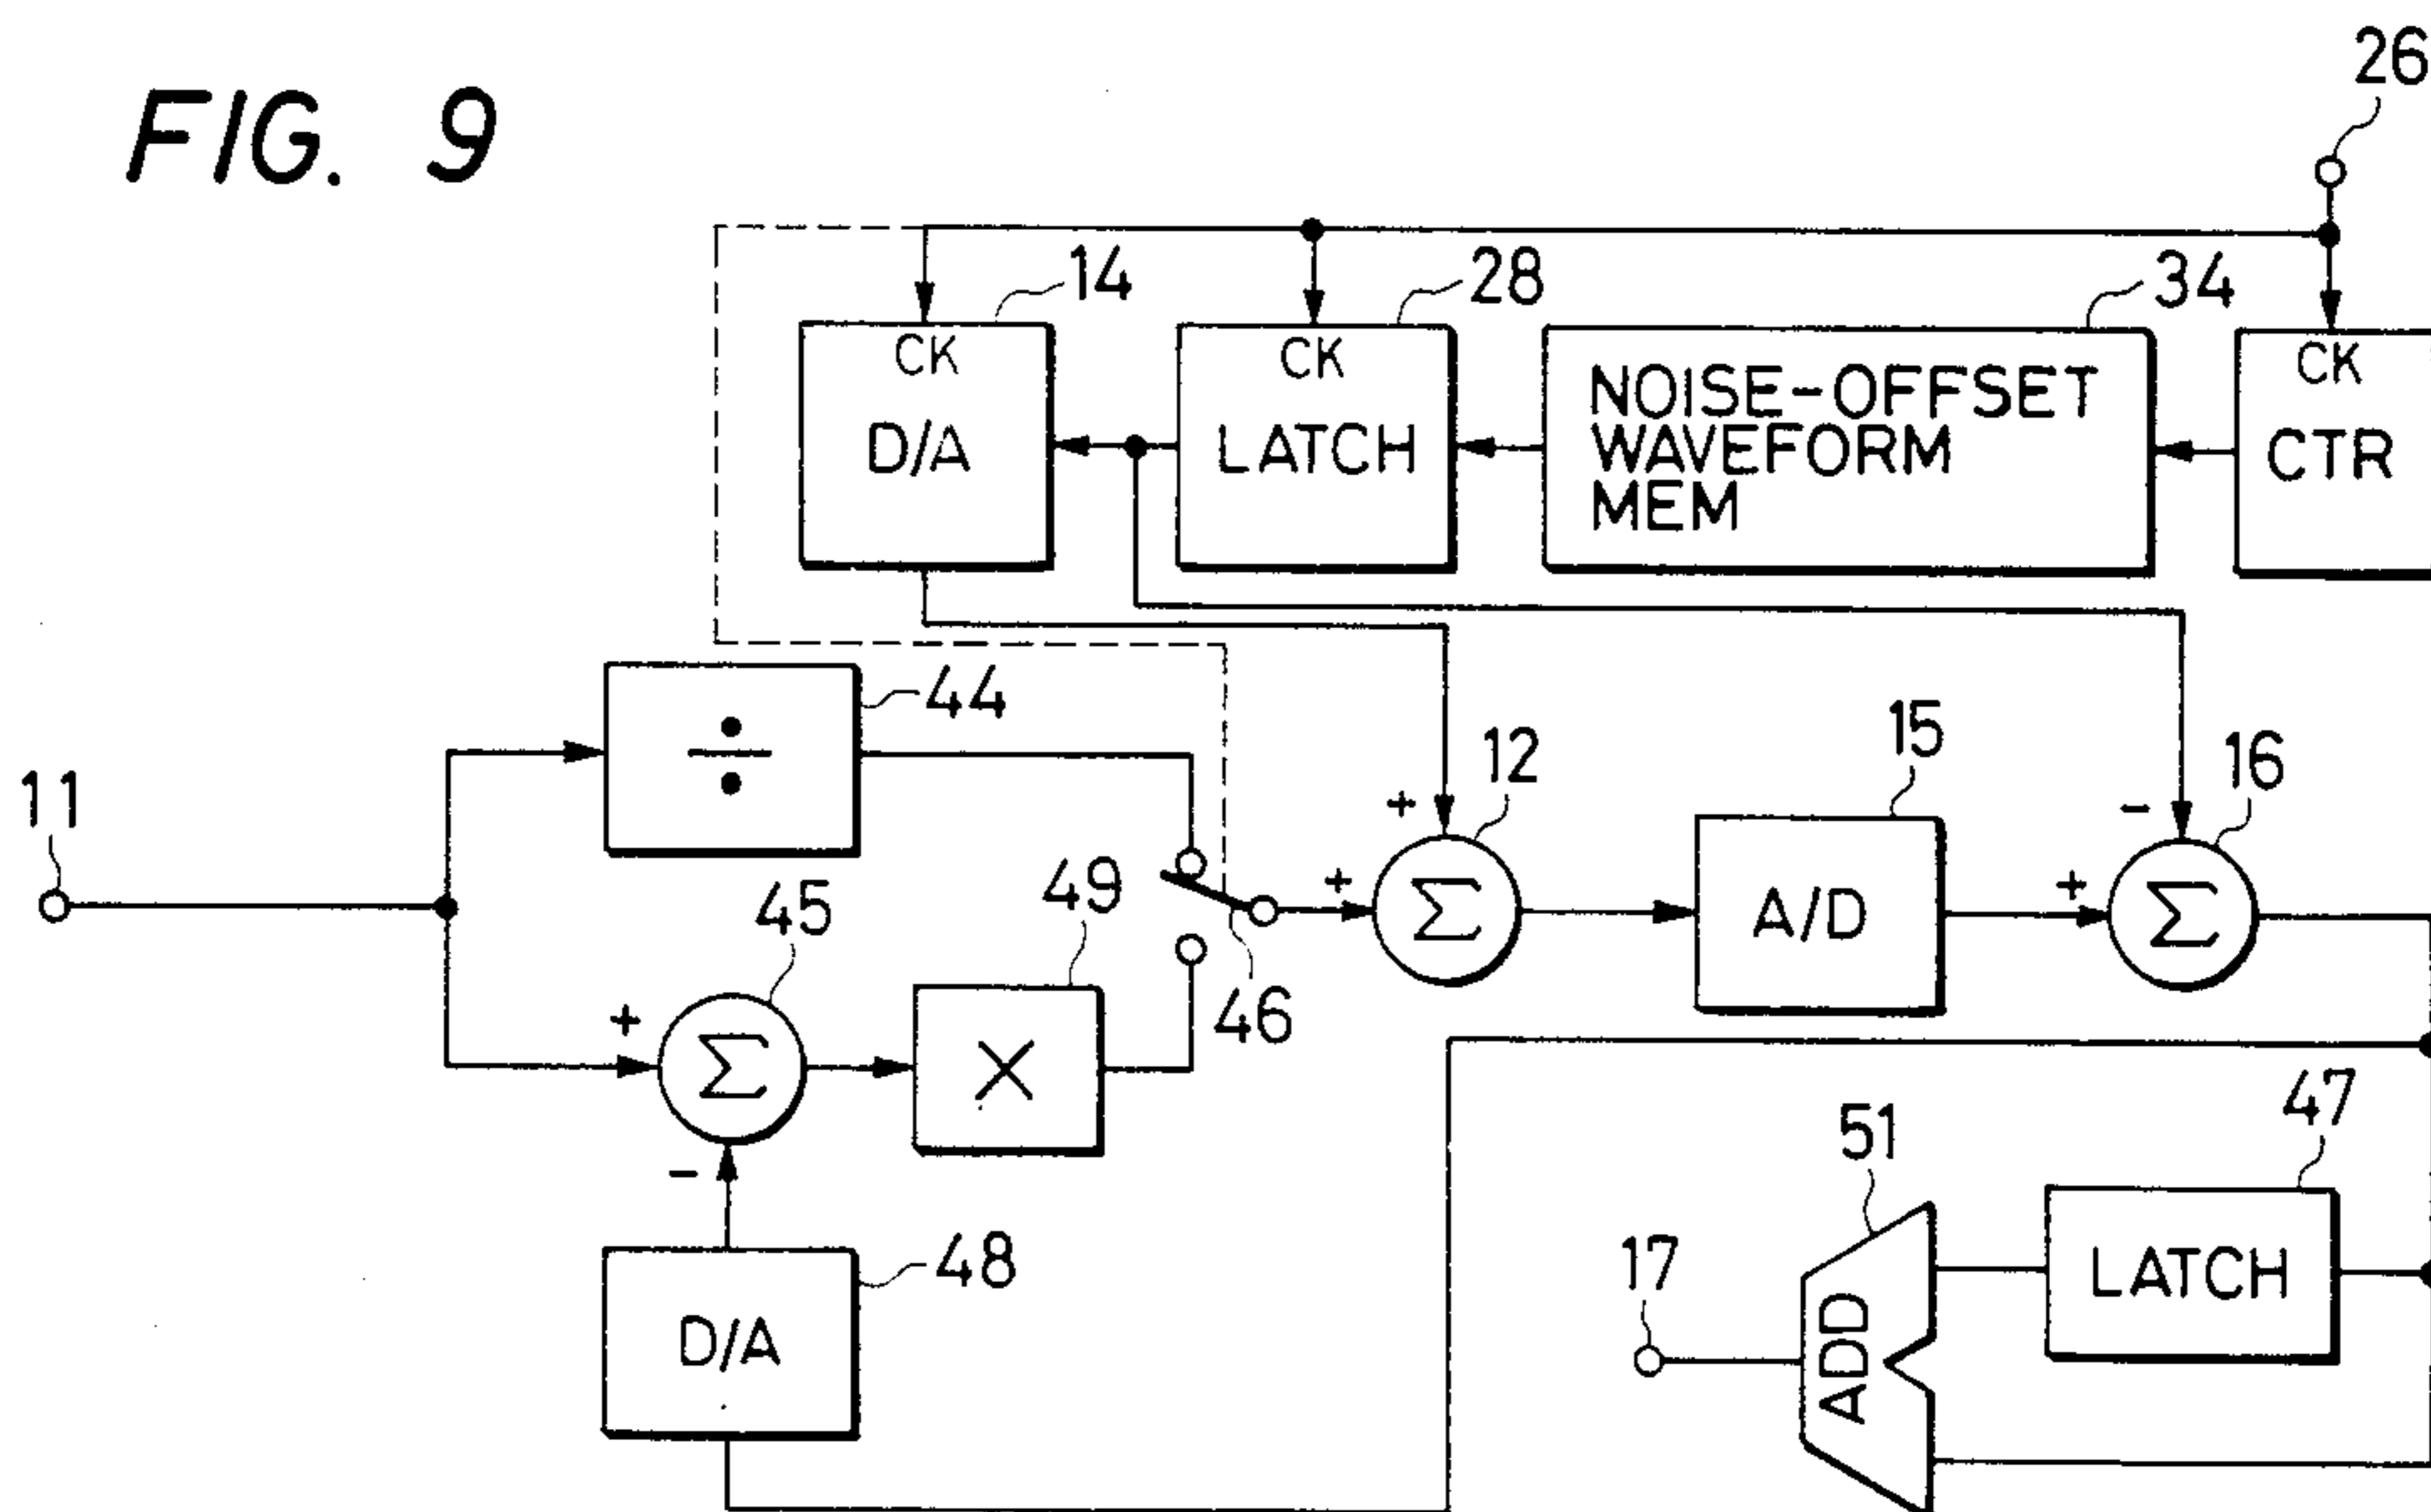 FIG. 9
26
14
28
34
CK
D/A
CK
LATCH
NOISE-OFFSET
WAVEFORM
MEM
CK
CTR
44
÷
11
12
15
16
+
-
45
49
46
+
Σ
A/D
+
Σ
+
Σ
X
-
51
47
17
48
D/A
ADD
LATCH